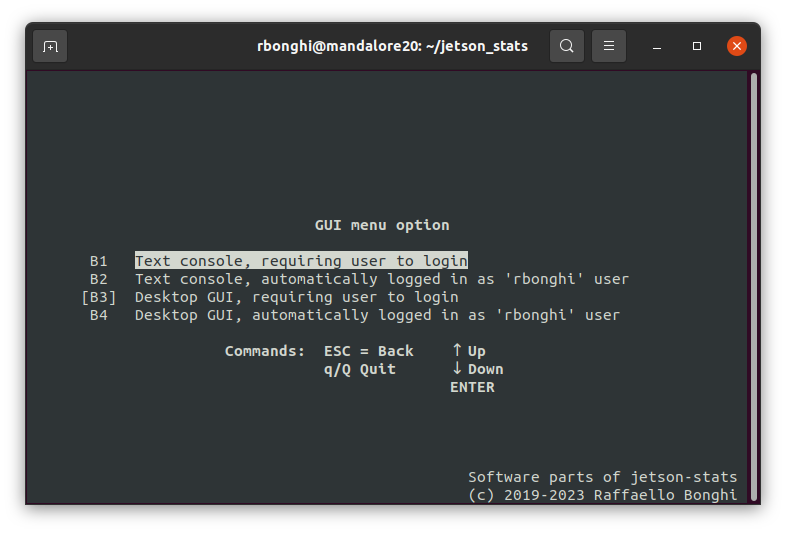 rbonghi@mandalore20: ~/jetson_stats
GUI menu option
B1 Text console, requiring user to login
B2 Text console, automatically logged in as 'rbonghi' user
[B3] Desktop GUI, requiring user to login
B4 Desktop GUI, automatically logged in as 'rbonghi' user
Commands: ESC = Back ↑ Up
q/Q Quit ↓ Down
ENTER
Software parts of jetson-stats
(c) 2019-2023 Raffaello Bonghi